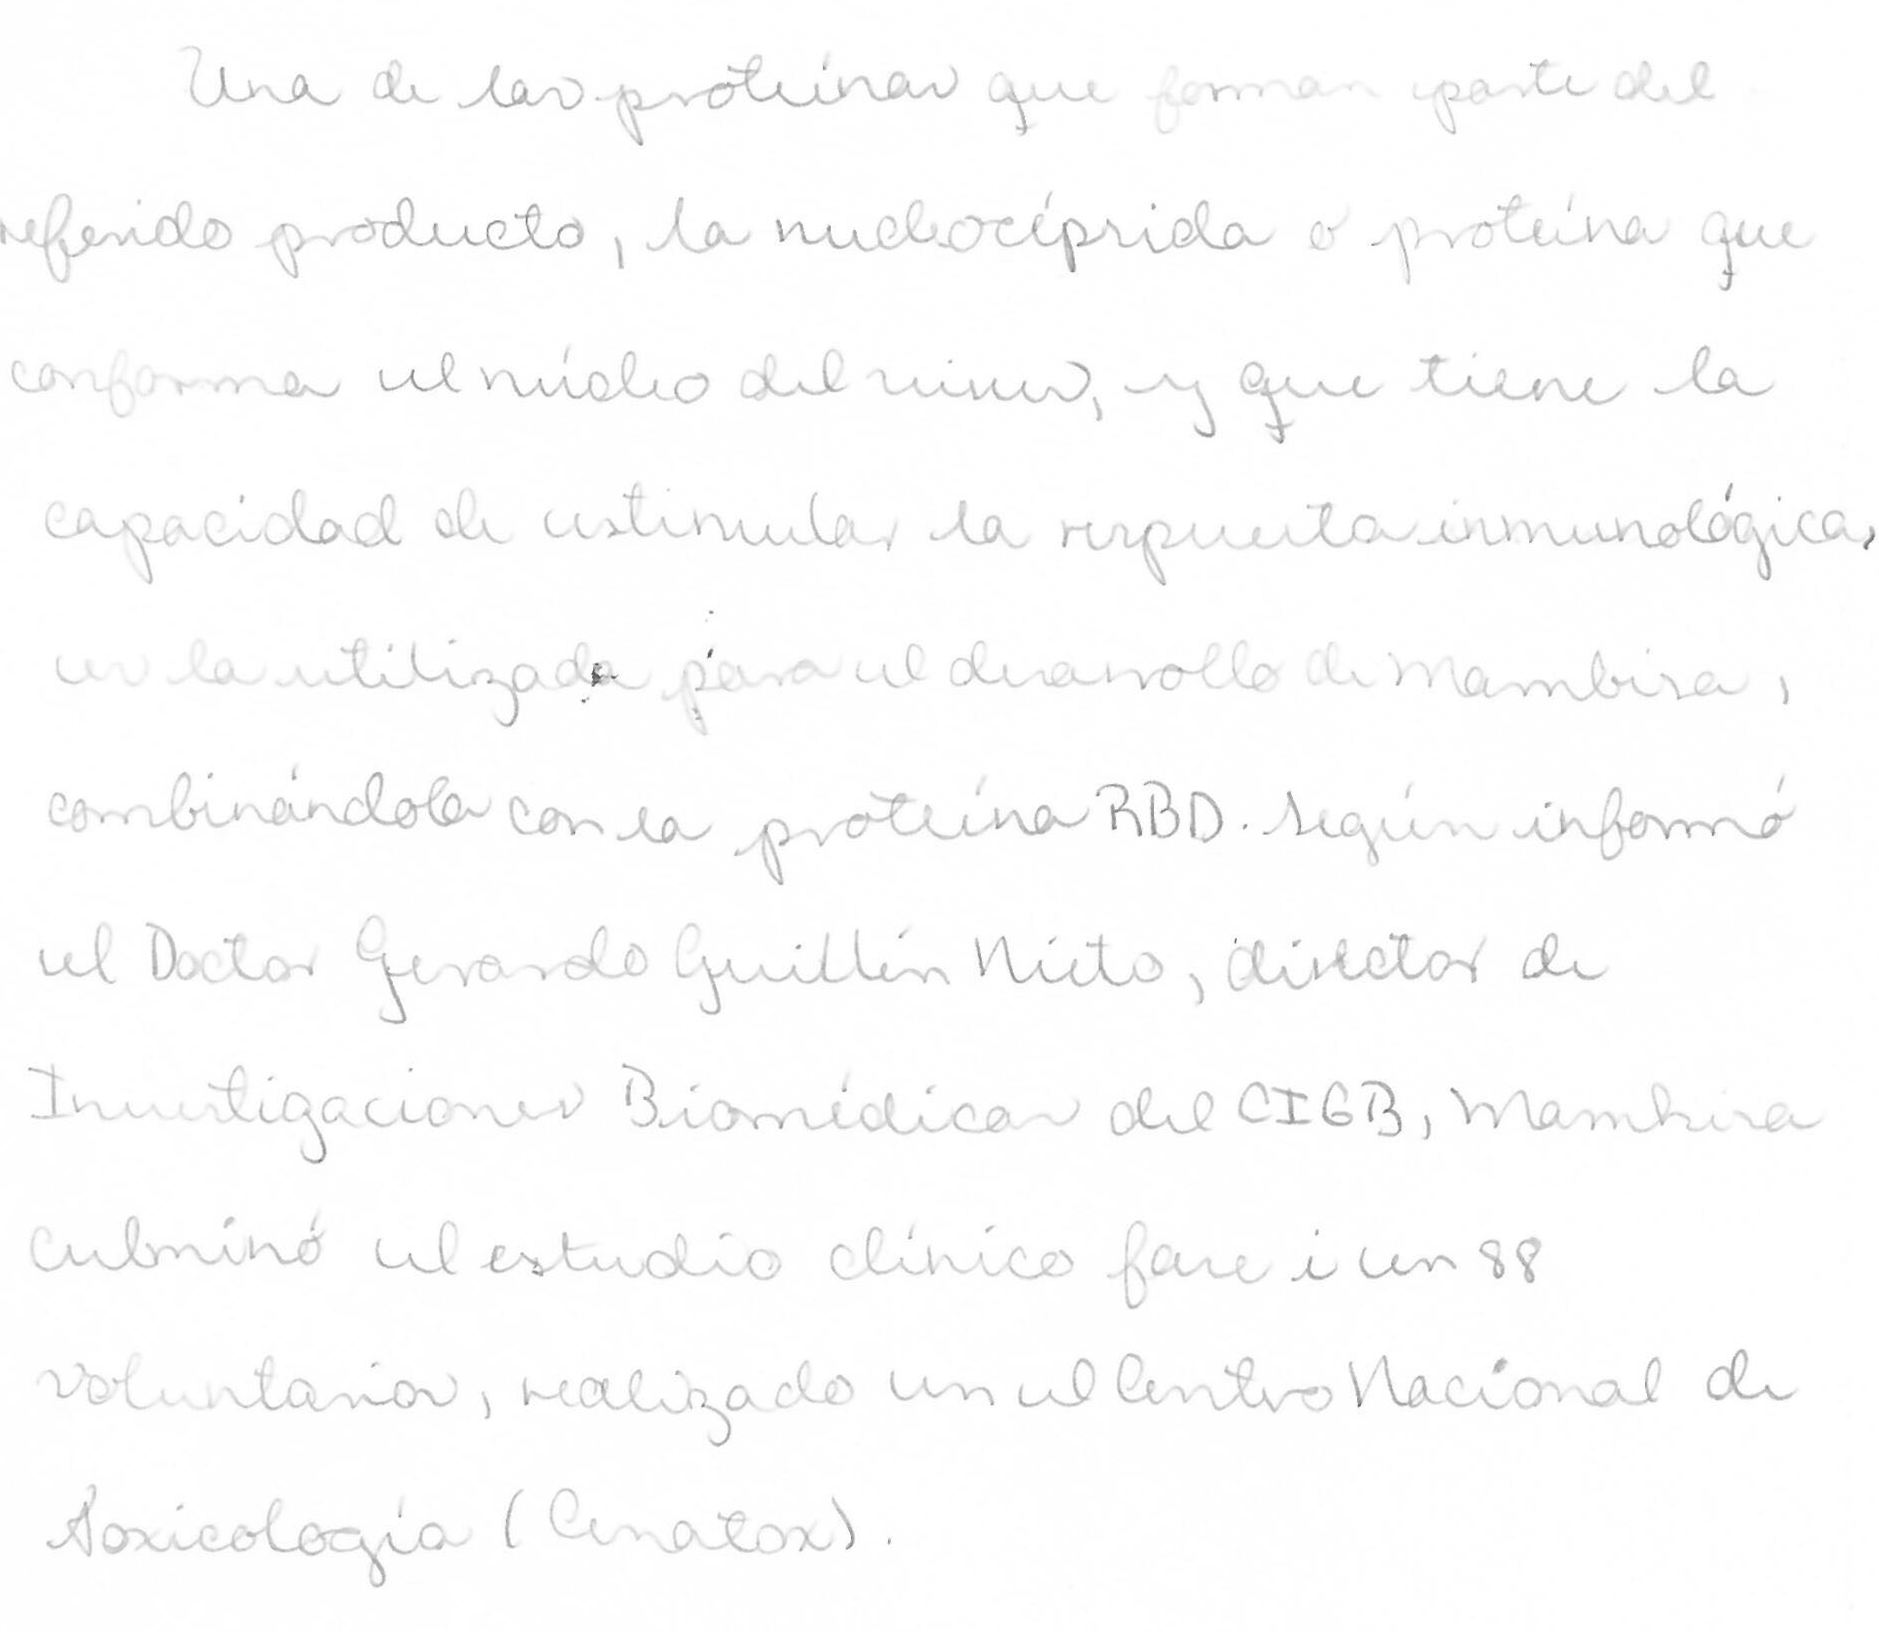 Una de las proteínas que forman parte del
referido producto, la nucleocáprida o proteína que
conforma el núcleo del virus, y que tiene la
capacidad de estimular la respuesta inmunológica,
es la utilizada para el desarrollo de Mambisa,
combinándola con la proteína RBD. Según informó
el Doctor Gerardo Guillén Nieto, director de
Investigaciones Biomédicas del CIGB, Mambisa
culminó el estudio clínico fase i en 88
voluntarios, realizado en el Centro Nacional de
Toxicología (Cenatox).